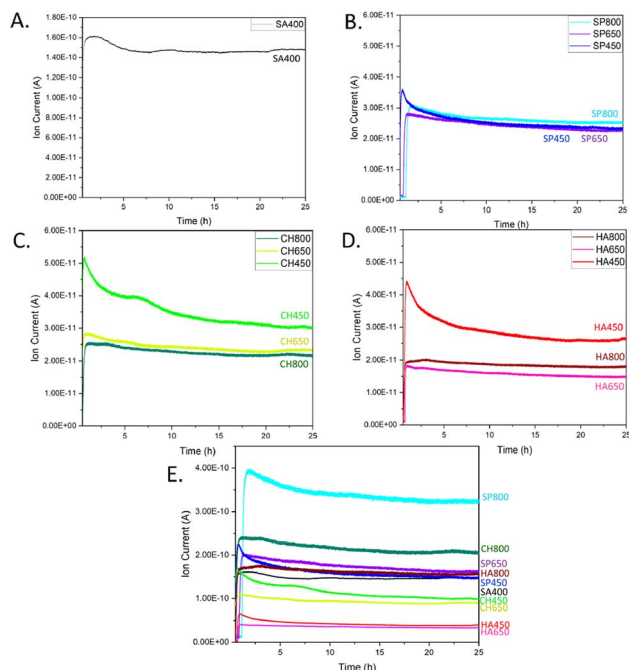 A.
SA400
1.80E-10
1.60E-10
1.40E-10
1.20E-10
1.00E-10
8.00E-11
6.00E-11
4.00E-11
2.00E-11
0.00E+00
Ion Current (A)
SA400
5 10 15 20 25
Time (h)
B.
SP800
SP650
SP450
5.00E-11
4.00E-11
3.00E-11
2.00E-11
1.00E-11
0.00E+00
Ion Current (A)
SP800
SP450 SP650
5 10 15 20 25
Time (h)
C.
CH800
CH650
CH450
6.00E-11
5.00E-11
4.00E-11
3.00E-11
2.00E-11
1.00E-11
0.00E+00
Ion Current (A)
CH450
CH650
CH800
5 10 15 20 25
Time (h)
D.
HA800
HA650
HA450
6.00E-11
5.00E-11
4.00E-11
3.00E-11
2.00E-11
1.00E-11
0.00E+00
Ion Current (A)
HA450
HA800
HA650
5 10 15 20 25
Time (h)
E.
4.00E-10
3.00E-10
2.00E-10
1.00E-10
0.00E+00
Ion Current (A)
SP800
CH800
SP650
HA800
SP450
SA400
CH450
CH650
HA450
HA650
5 10 15 20 25
Time (h)